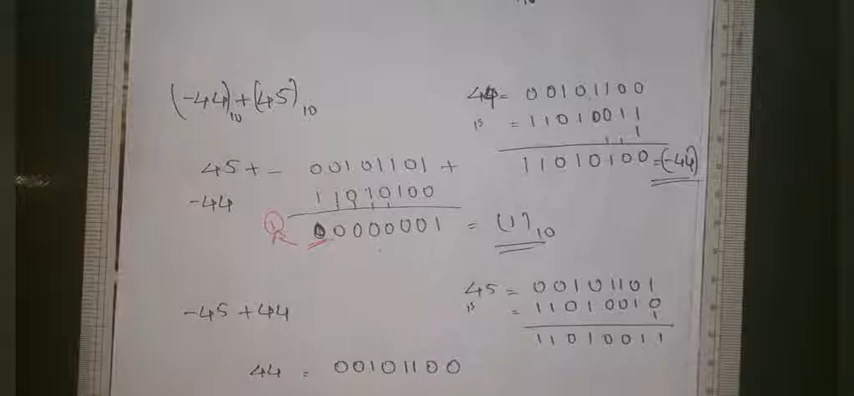 (-44)₁₀ + (45)₁₀
44 = 00101100
1s = 11010011
1
11010100 = (-44)
45 + - 00101101 +
-44 11010100
① 00000001 = (1)₁₀
45 = 00101101
1s = 11010010
1
11010011
-45 + 44
44 = 00101100